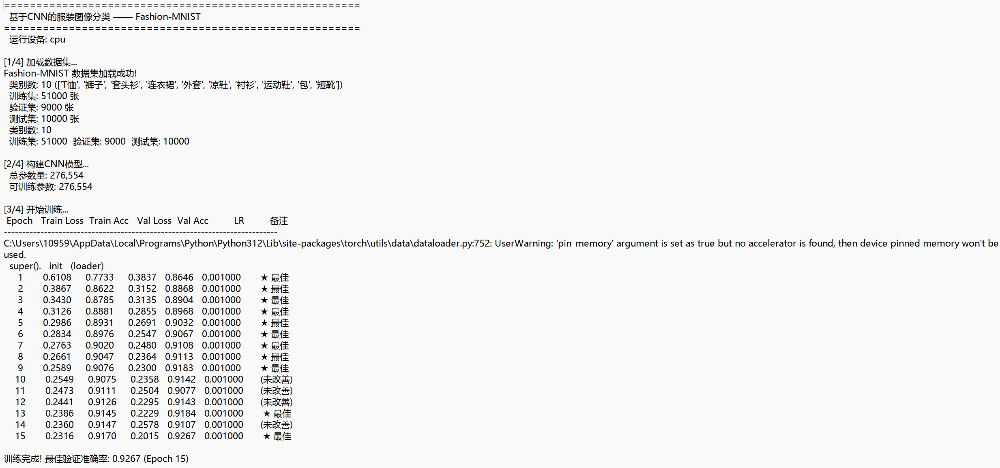 =======================================================
基于CNN的服装图像分类 —— Fashion-MNIST
=======================================================
运行设备: cpu
[1/4] 加载数据集...
Fashion-MNIST 数据集加载成功!
类别数: 10 (['T恤', '裤子', '套头衫', '连衣裙', '外套', '凉鞋', '衬衫', '运动鞋', '包', '短靴'])
训练集: 51000 张
验证集: 9000 张
测试集: 10000 张
类别数: 10
训练集: 51000 验证集: 9000 测试集: 10000
[2/4] 构建CNN模型...
总参数量: 276,554
可训练参数: 276,554
[3/4] 开始训练...
Epoch Train Loss Train Acc Val Loss Val Acc LR 备注
---------------------------------------------------------------------------
C:\Users\10959\AppData\Local\Programs\Python\Python312\Lib\site-packages\torch\utils\data\dataloader.py:752: UserWarning: 'pin memory' argument is set as true but no accelerator is found, then device pinned memory won't be
used.
super(). init (loader)
1 0.6108 0.7733 0.3837 0.8646 0.001000 ★ 最佳
2 0.3867 0.8622 0.3152 0.8868 0.001000 ★ 最佳
3 0.3430 0.8785 0.3135 0.8904 0.001000 ★ 最佳
4 0.3126 0.8881 0.2855 0.8968 0.001000 ★ 最佳
5 0.2986 0.8931 0.2691 0.9032 0.001000 ★ 最佳
6 0.2834 0.8976 0.2547 0.9067 0.001000 ★ 最佳
7 0.2763 0.9020 0.2480 0.9108 0.001000 ★ 最佳
8 0.2661 0.9047 0.2364 0.9113 0.001000 ★ 最佳
9 0.2589 0.9076 0.2300 0.9183 0.001000 ★ 最佳
10 0.2549 0.9075 0.2358 0.9142 0.001000 (未改善)
11 0.2473 0.9111 0.2504 0.9077 0.001000 (未改善)
12 0.2441 0.9126 0.2295 0.9143 0.001000 (未改善)
13 0.2386 0.9145 0.2229 0.9184 0.001000 ★ 最佳
14 0.2360 0.9147 0.2578 0.9107 0.001000 (未改善)
15 0.2316 0.9170 0.2015 0.9267 0.001000 ★ 最佳
训练完成! 最佳验证准确率: 0.9267 (Epoch 15)